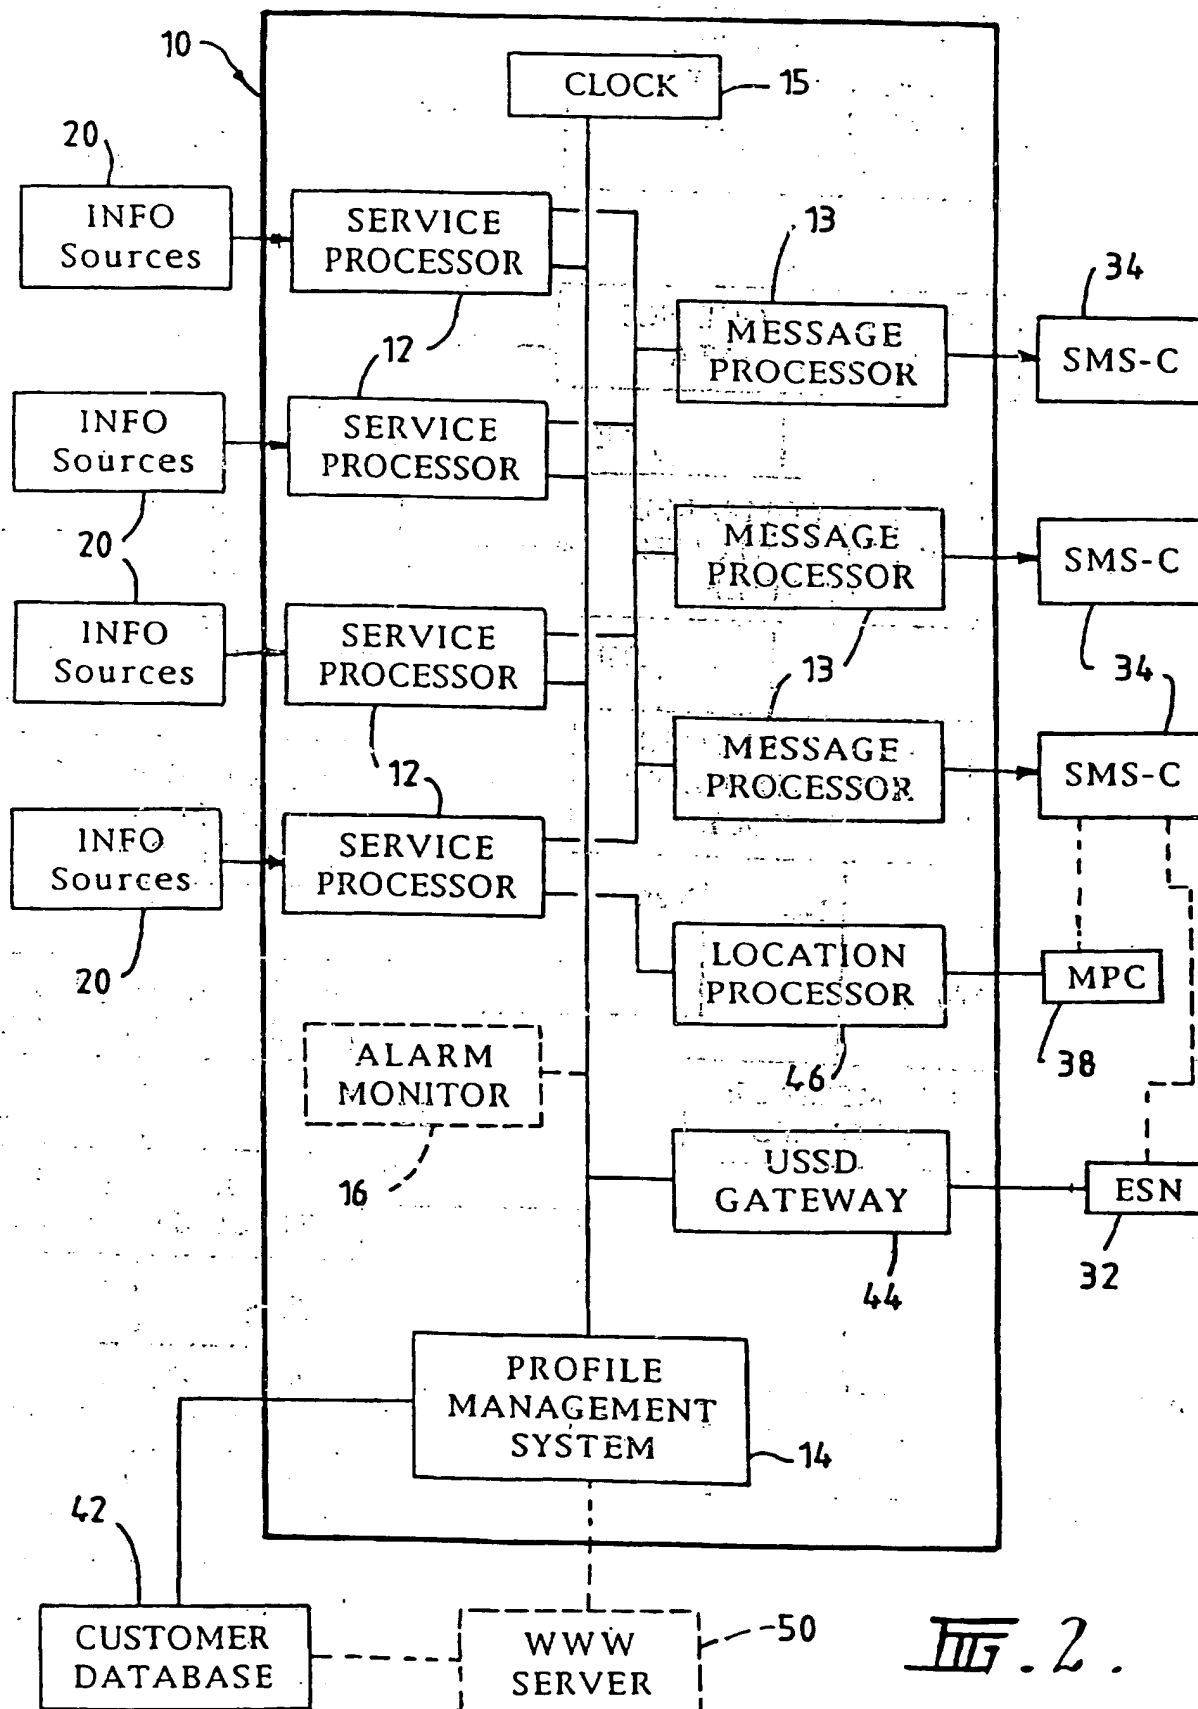 10
CLOCK
15
20
INFO
Sources
SERVICE
PROCESSOR
13
34
12
MESSAGE
PROCESSOR
SMS-C
INFO
Sources
SERVICE
PROCESSOR
20
MESSAGE
PROCESSOR
SMS-C
INFO
Sources
SERVICE
PROCESSOR
13
34
12
MESSAGE
PROCESSOR
SMS-C
INFO
Sources
SERVICE
PROCESSOR
20
LOCATION
PROCESSOR
MPC
ALARM
MONITOR
46
38
16
USSD
GATEWAY
ESN
44
32
PROFILE
MANAGEMENT
SYSTEM
14
42
CUSTOMER
DATABASE
WWW
SERVER
50
FIG. 2.